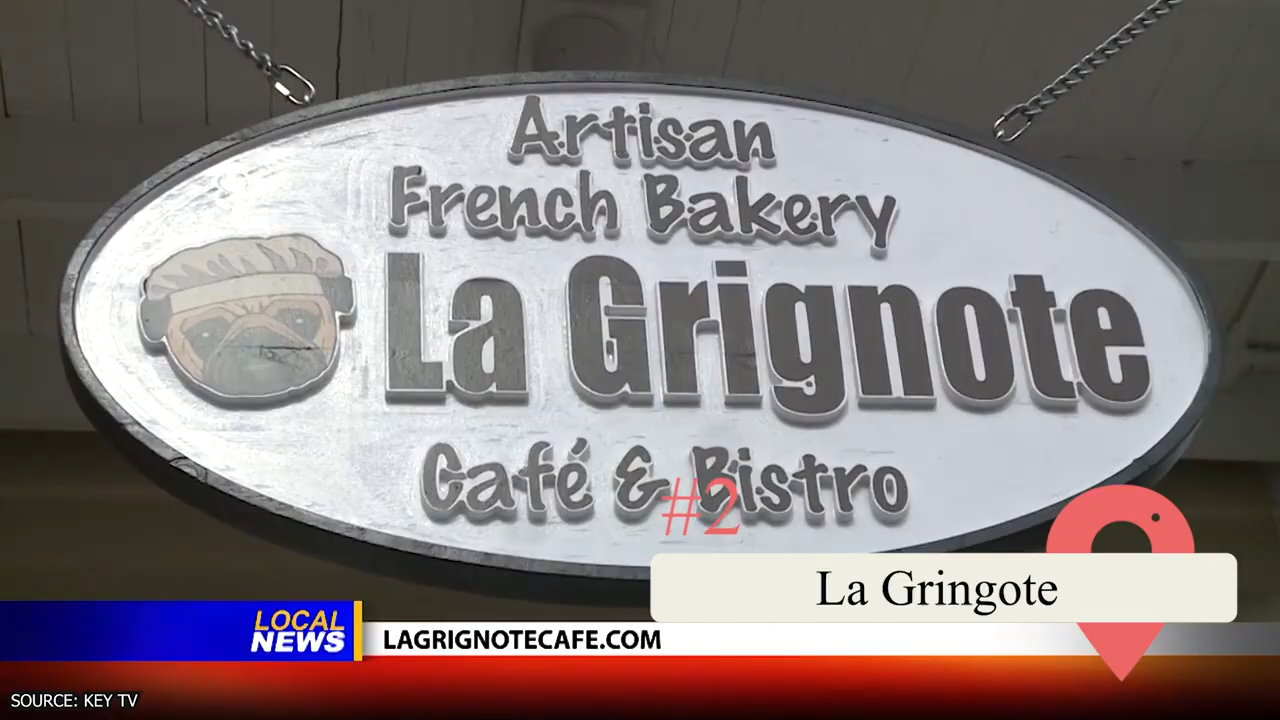 Artisan
French Bakery
La Grignote
Café & Bistro
#2
La Gringote
LOCAL
NEWS
LAGRIGNOTECAFE.COM
SOURCE: KEY TV